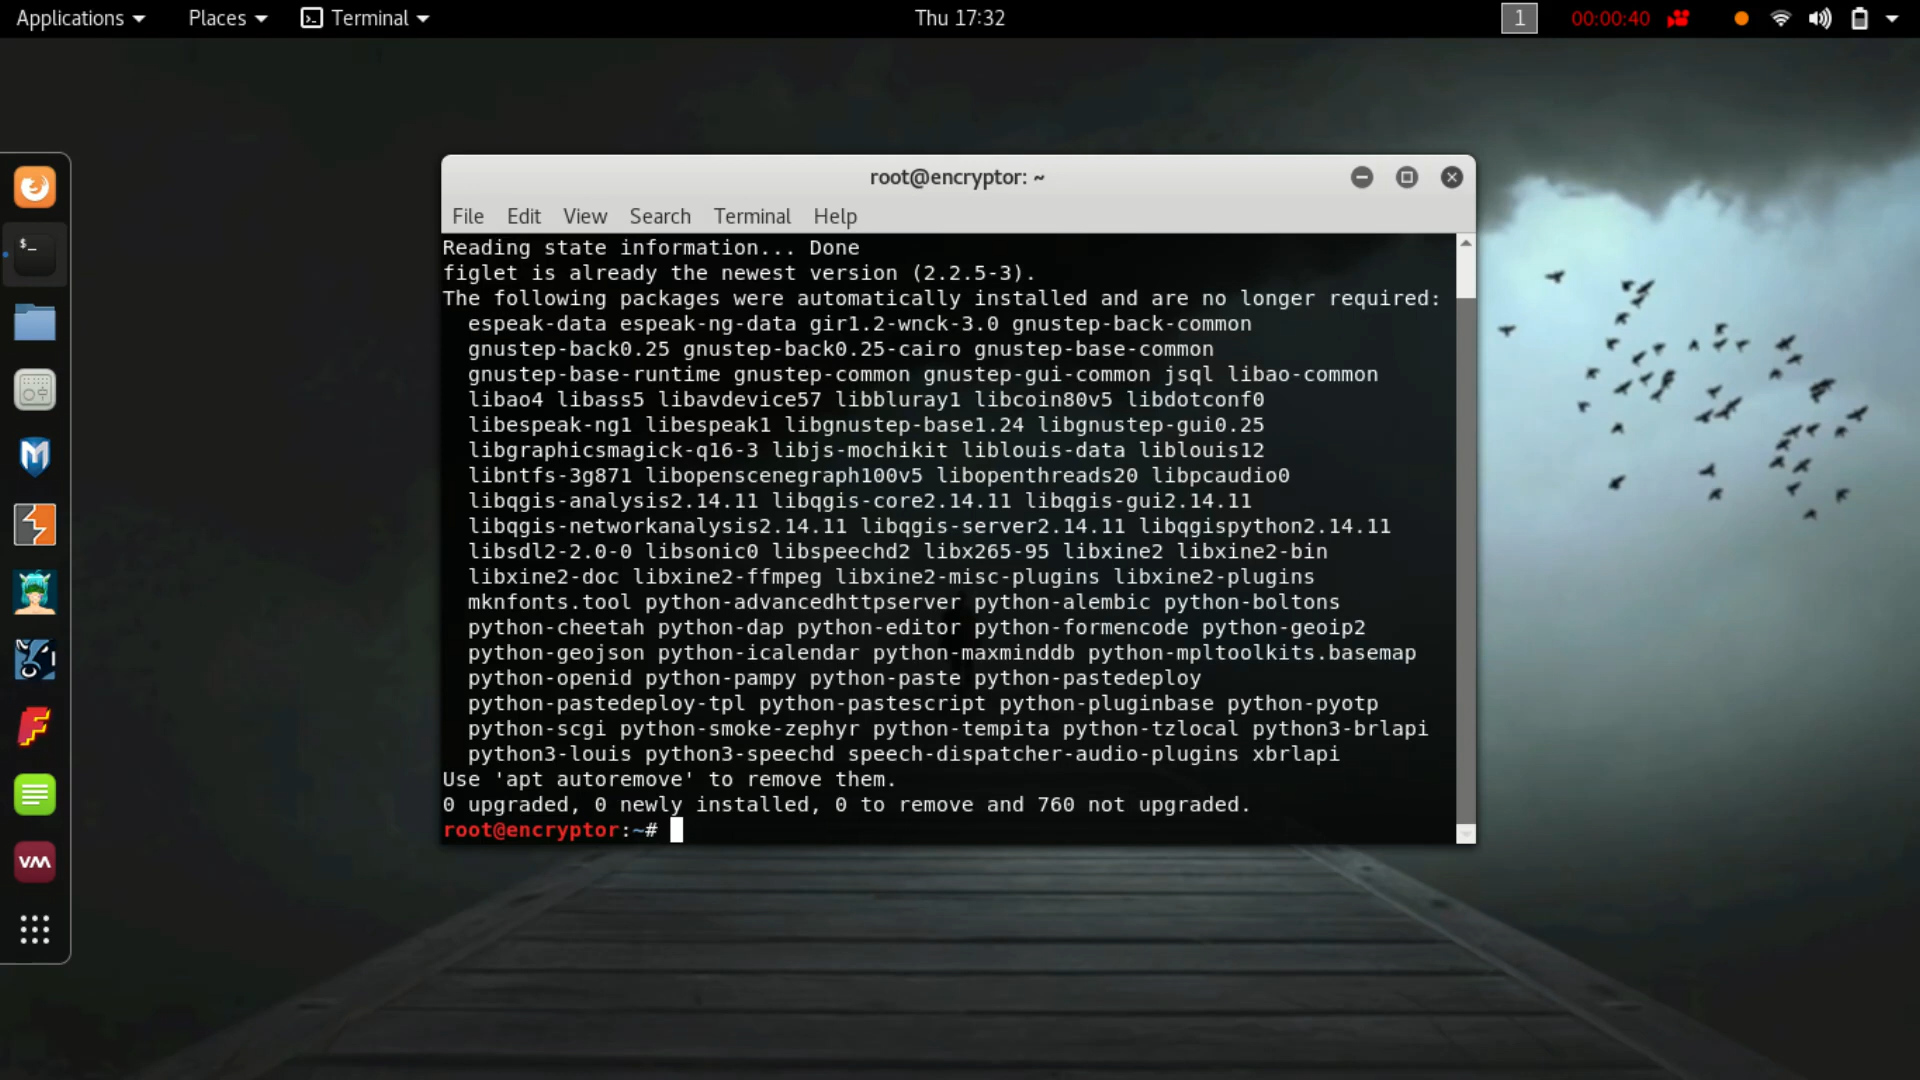 Applications Places Terminal Thu 17:32 1 00:00:40
root@encryptor: ~
File Edit View Search Terminal Help
Reading state information... Done
figlet is already the newest version (2.2.5-3).
The following packages were automatically installed and are no longer required:
espeak-data espeak-ng-data gir1.2-wnck-3.0 gnustep-back-common
gnustep-back0.25 gnustep-back0.25-cairo gnustep-base-common
gnustep-base-runtime gnustep-common gnustep-gui-common jsql libao-common
libao4 libass5 libavdevice57 libbluray1 libcoin80v5 libdotconf0
libespeak-ng1 libespeak1 libgnustep-base1.24 libgnustep-gui0.25
libgraphicsmagick-q16-3 libjs-mochikit liblouis-data liblouis12
libntfs-3g871 libopenscenegraph100v5 libopenthreads20 libpcaudio0
libqgis-analysis2.14.11 libqgis-core2.14.11 libqgis-gui2.14.11
libqgis-networkanalysis2.14.11 libqgis-server2.14.11 libqgispython2.14.11
libsdl2-2.0-0 libsonic0 libspeechd2 libx265-95 libxine2 libxine2-bin
libxine2-doc libxine2-ffmpeg libxine2-misc-plugins libxine2-plugins
mknfonts.tool python-advancedhttpserver python-alembic python-boltons
python-cheetah python-dap python-editor python-formencode python-geoip2
python-geojson python-icalendar python-maxminddb python-mpltoolkits.basemap
python-openid python-pampy python-paste python-pastedeploy
python-pastedeploy-tpl python-pastescript python-pluginbase python-pyotp
python-scgi python-smoke-zephyr python-tempita python-tzlocal python3-brlapi
python3-louis python3-speechd speech-dispatcher-audio-plugins xbrlapi
Use 'apt autoremove' to remove them.
0 upgraded, 0 newly installed, 0 to remove and 760 not upgraded.
root@encryptor:~#